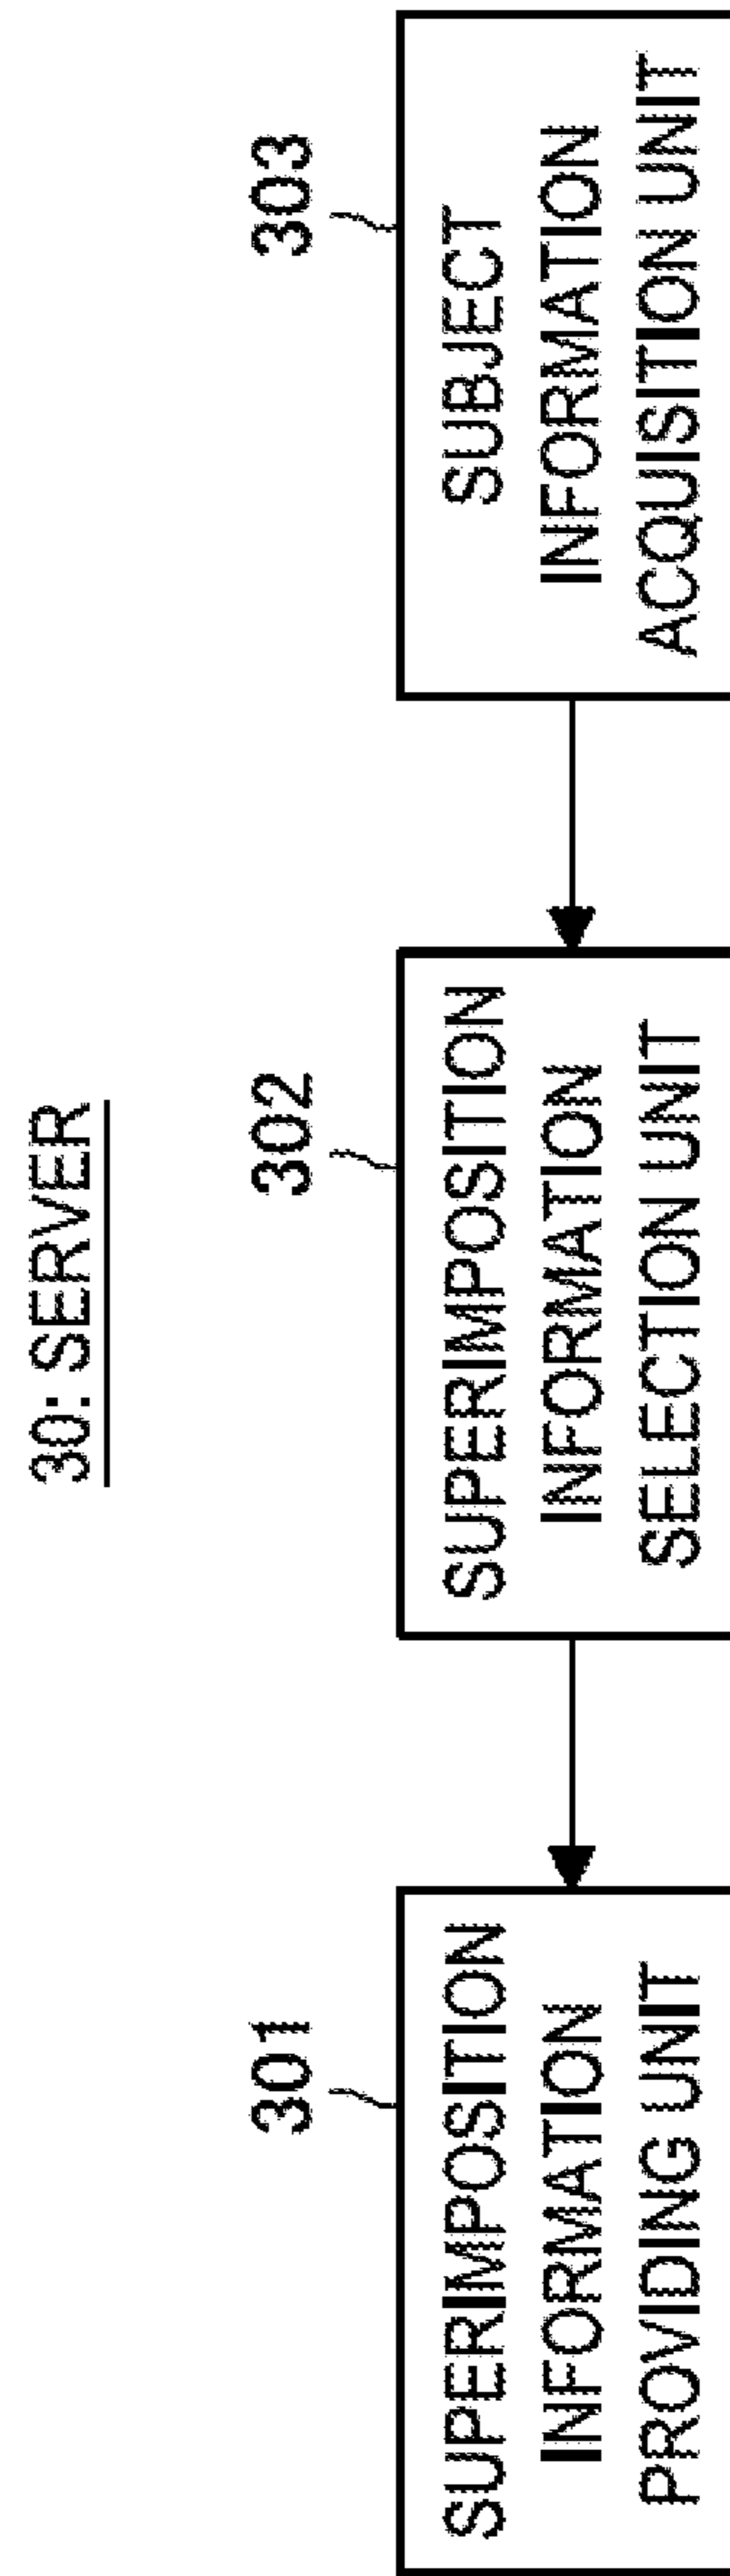 30: SERVER
301
SUPERIMPOSITION
INFORMATION
PROVIDING UNIT
302
SUPERIMPOSITION
INFORMATION
SELECTION UNIT
303
SUBJECT
INFORMATION
ACQUISITION UNIT